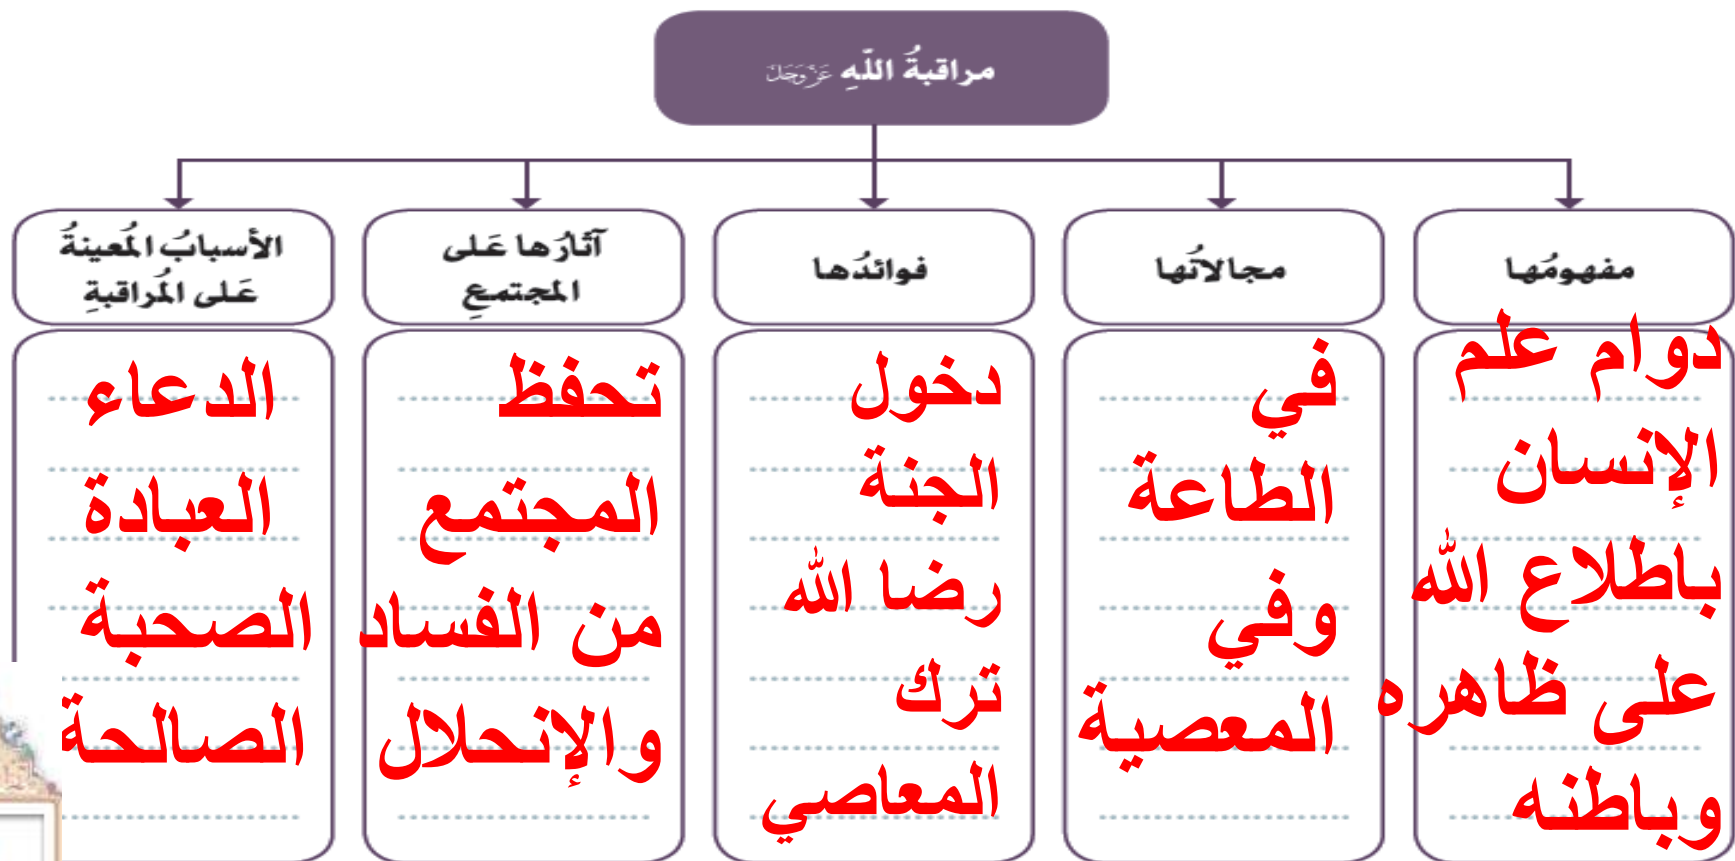 مراقبةُ اللّهِ عَزَّ وَجَلَّ
مفهومُها
دوام علم
الإنسان
باطلاع الله
على ظاهره
وباطنه
مجالاتُها
في
الطاعة
وفي
المعصية
فوائدُها
دخول
الجنة
رضا الله
ترك
المعاصي
آثارُها عَلى
المجتمعِ
تحفظ
المجتمع
من الفساد
والإنحلال
الأسبابُ المُعينةُ
عَلى المُراقبةِ
الدعاء
العبادة
الصحبة
الصالحة